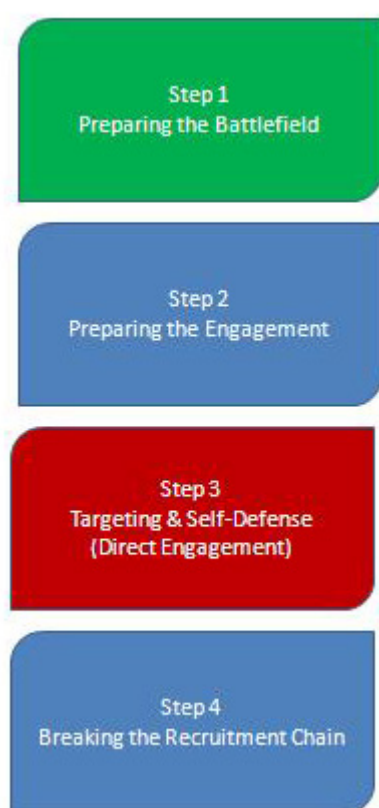 Step 1
Preparing the Battlefield
Step 2
Preparing the Engagement
Step 3
Targeting & Self-Defense
(Direct Engagement)
Step 4
Breaking the Recruitment Chain